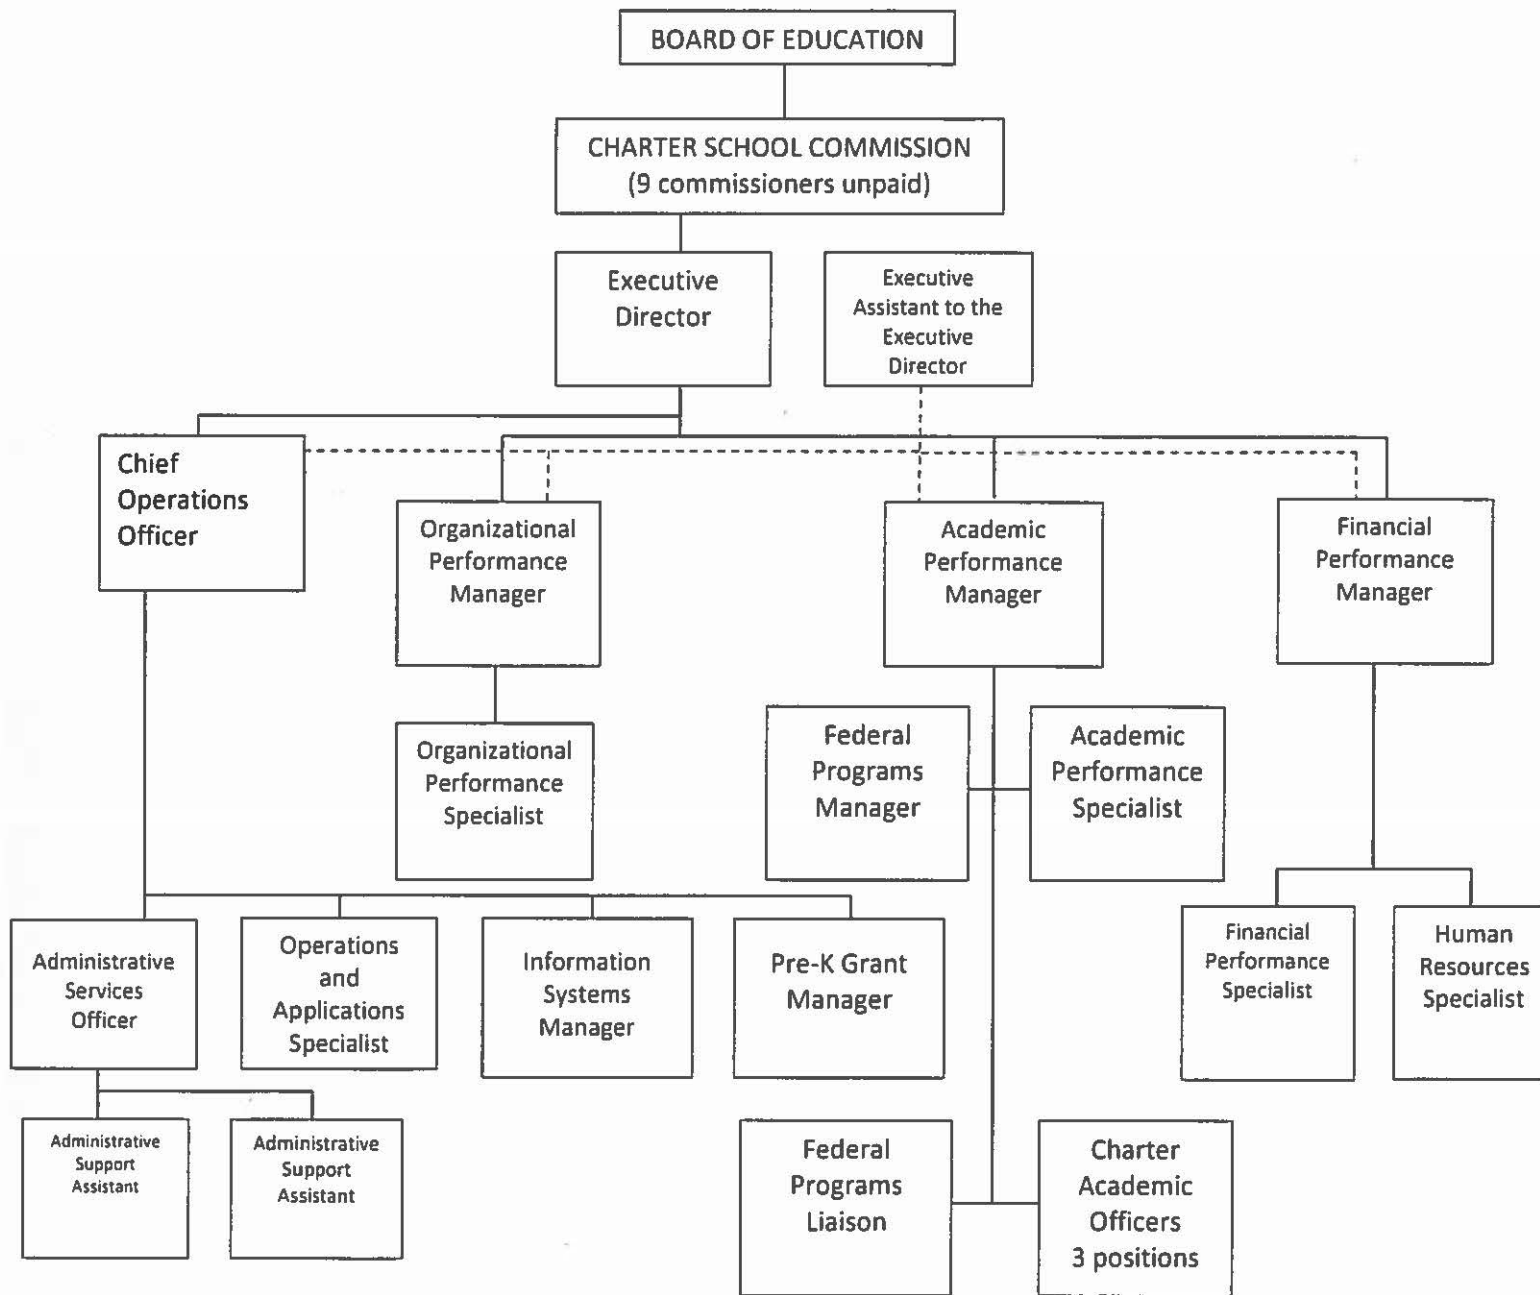 BOARD OF EDUCATION
CHARTER SCHOOL COMMISSION
(9 commissioners unpaid)
Executive
Director
Executive
Assistant to the
Executive
Director
Chief
Operations
Officer
Organizational
Performance
Manager
Academic
Performance
Manager
Financial
Performance
Manager
Organizational
Performance
Specialist
Federal
Programs
Manager
Academic
Performance
Specialist
Administrative
Services
Officer
Operations
and
Applications
Specialist
Information
Systems
Manager
Pre-K Grant
Manager
Financial
Performance
Specialist
Human
Resources
Specialist
Administrative
Support
Assistant
Administrative
Support
Assistant
Federal
Programs
Liaison
Charter
Academic
Officers
3 positions